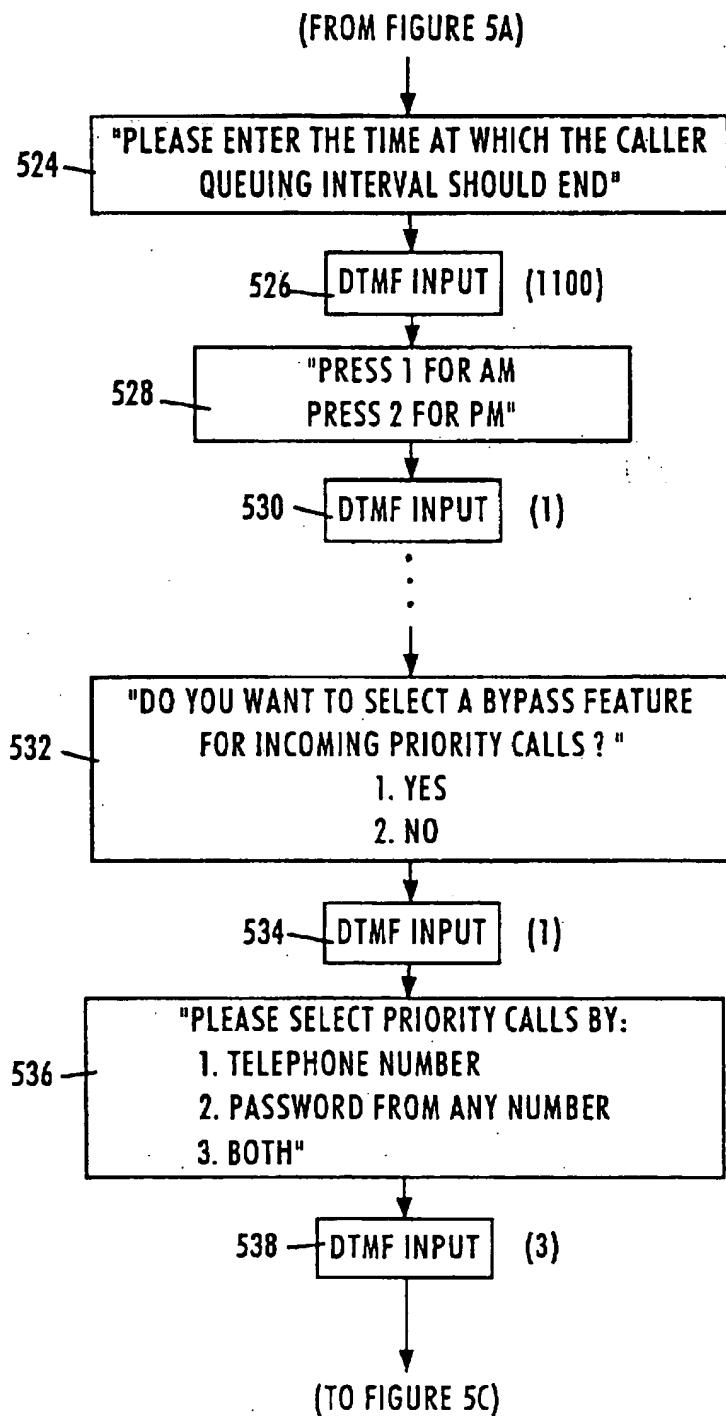 (FROM FIGURE 5A)
524
"PLEASE ENTER THE TIME AT WHICH THE CALLER
QUEUING INTERVAL SHOULD END"
526 DTMF INPUT (1100)
528
"PRESS 1 FOR AM
PRESS 2 FOR PM"
530 DTMF INPUT (1)
532
"DO YOU WANT TO SELECT A BYPASS FEATURE
FOR INCOMING PRIORITY CALLS ? "
1. YES
2. NO
534 DTMF INPUT (1)
536
"PLEASE SELECT PRIORITY CALLS BY:
1. TELEPHONE NUMBER
2. PASSWORD FROM ANY NUMBER
3. BOTH"
538 DTMF INPUT (3)
(TO FIGURE 5C)